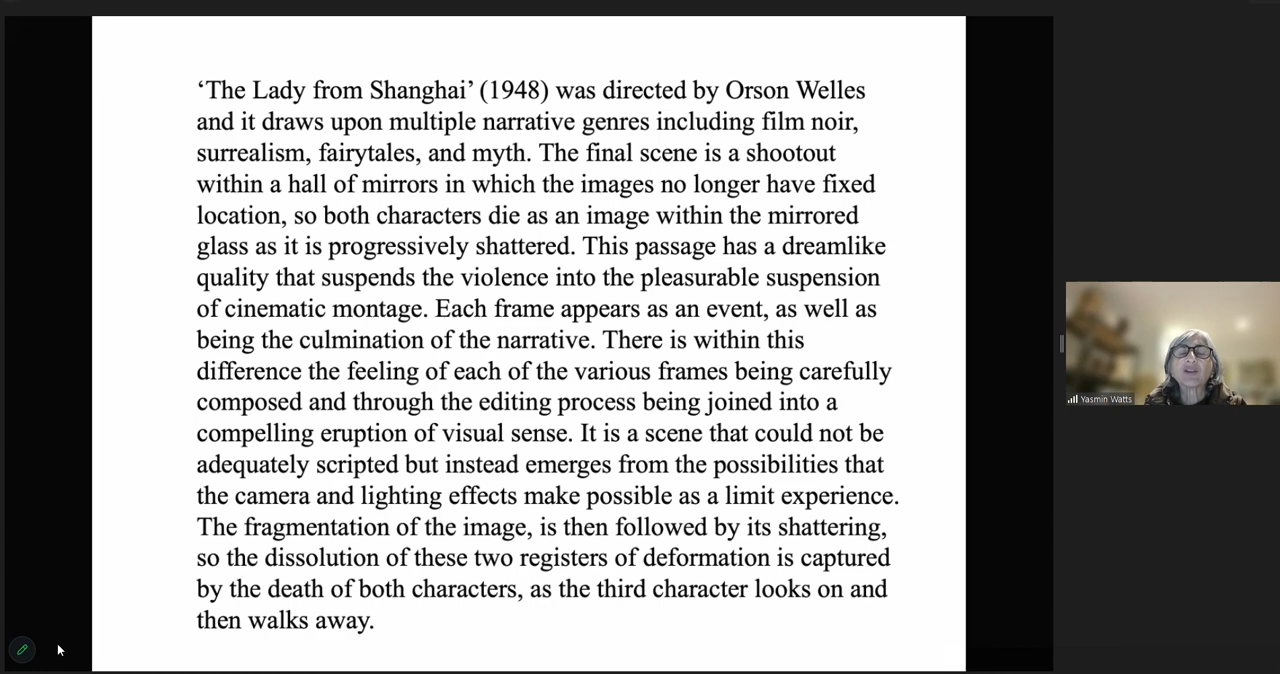 ‘The Lady from Shanghai’ (1948) was directed by Orson Welles
and it draws upon multiple narrative genres including film noir,
surrealism, fairytales, and myth. The final scene is a shootout
within a hall of mirrors in which the images no longer have fixed
location, so both characters die as an image within the mirrored
glass as it is progressively shattered. This passage has a dreamlike
quality that suspends the violence into the pleasurable suspension
of cinematic montage. Each frame appears as an event, as well as
being the culmination of the narrative. There is within this
difference the feeling of each of the various frames being carefully
composed and through the editing process being joined into a
compelling eruption of visual sense. It is a scene that could not be
adequately scripted but instead emerges from the possibilities that
the camera and lighting effects make possible as a limit experience.
The fragmentation of the image, is then followed by its shattering,
so the dissolution of these two registers of deformation is captured
by the death of both characters, as the third character looks on and
then walks away.
Yasmin Watts